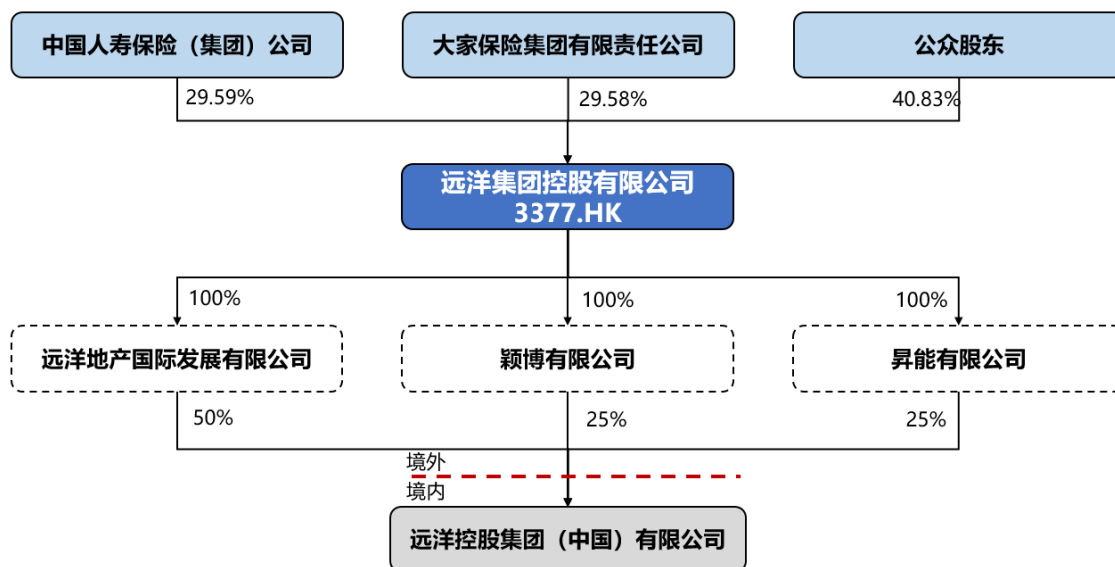 中国人寿保险（集团）公司
大家保险集团有限责任公司
公众股东
29.59%
29.58%
40.83%
远洋集团控股有限公司
3377.HK
100%
100%
100%
远洋地产国际发展有限公司
颖博有限公司
昇能有限公司
50%
25%
25%
境外
境内
远洋控股集团（中国）有限公司